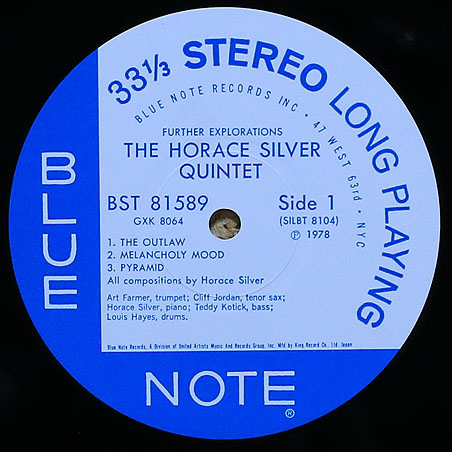 33⅓ STEREO LONG PLAYING
BLUE NOTE RECORDS INC • 47 WEST 63rd • NYC
FURTHER EXPLORATIONS
THE HORACE SILVER
QUINTET
BST 81589 Side 1
GXK 8064 (SILBT 8104)
℗ 1978
1. THE OUTLAW
2. MELANCHOLY MOOD
3. PYRAMID
All compositions by Horace Silver
Art Farmer, trumpet; Cliff Jordan, tenor sax;
Horace Silver, piano; Teddy Kotick, bass;
Louis Hayes, drums.
Blue Note Records, A Division of United Artists Music And Records Group, Inc. Mfd by King Record Co., Ltd. Japan
BLUE
NOTE
®